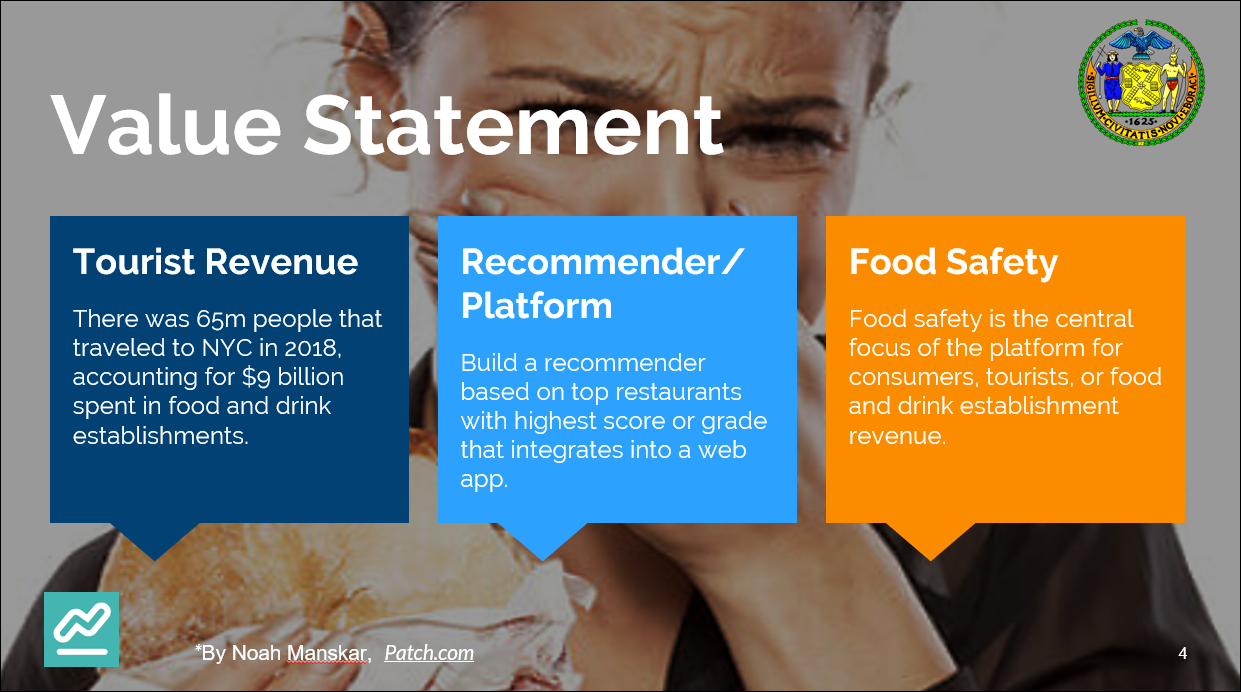 Value Statement
SIGILLUM CIVITATIS NOVI EBORACI
1625
Tourist Revenue
There was 65m people that
traveled to NYC in 2018,
accounting for $9 billion
spent in food and drink
establishments.
Recommender/
Platform
Build a recommender
based on top restaurants
with highest score or grade
that integrates into a web
app.
Food Safety
Food safety is the central
focus of the platform for
consumers, tourists, or food
and drink establishment
revenue.
*By Noah Manskar, Patch.com
4